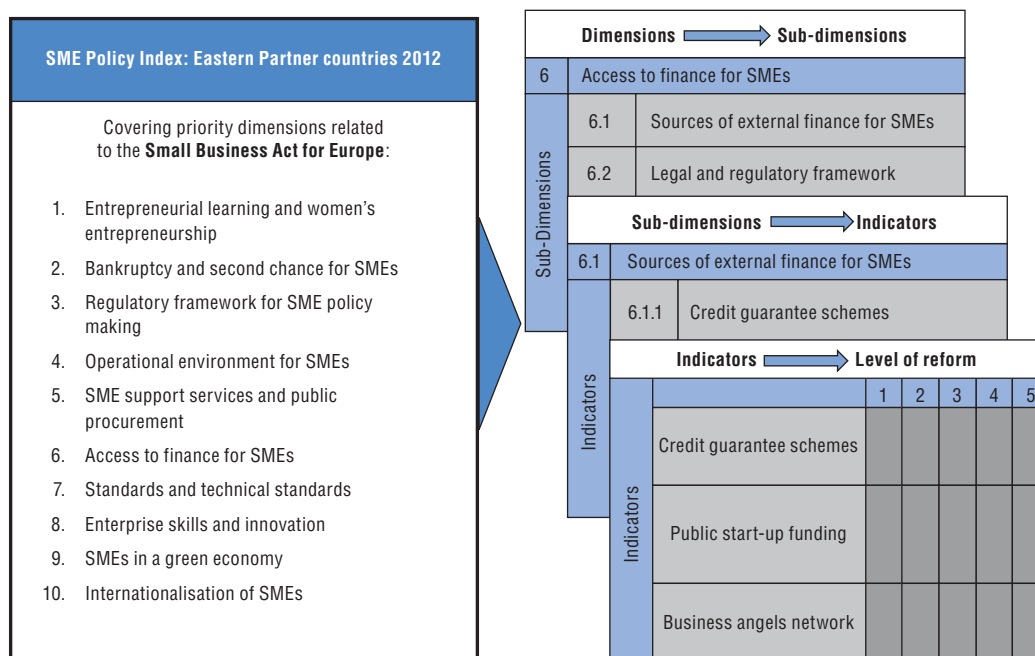 SME Policy Index: Eastern Partner countries 2012
Covering priority dimensions related
to the Small Business Act for Europe:
1. Entrepreneurial learning and women's
entrepreneurship
2. Bankruptcy and second chance for SMEs
3. Regulatory framework for SME policy
making
4. Operational environment for SMEs
5. SME support services and public
procurement
6. Access to finance for SMEs
7. Standards and technical standards
8. Enterprise skills and innovation
9. SMEs in a green economy
10. Internationalisation of SMEs
Dimensions Sub-dimensions
6 Access to finance for SMEs
Sub-Dimensions
6.1 Sources of external finance for SMEs
6.2 Legal and regulatory framework
Sub-dimensions Indicators
6.1 Sources of external finance for SMEs
Indicators
6.1.1 Credit guarantee schemes
Indicators Level of reform
1 2 3 4 5
Indicators
Credit guarantee schemes
Public start-up funding
Business angels network